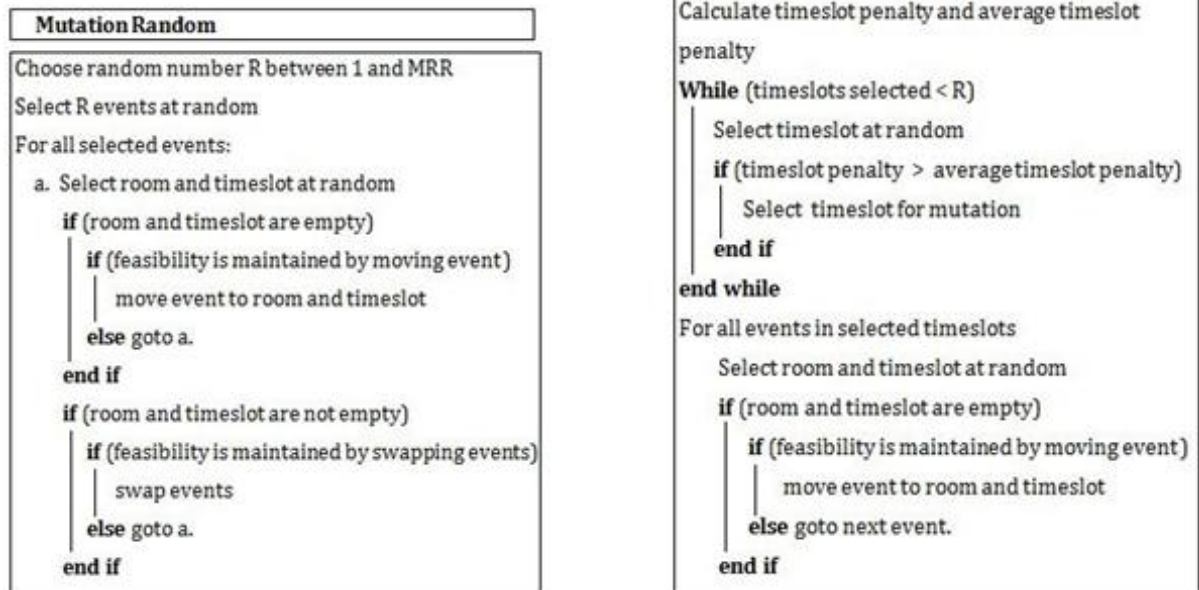 Mutation Random
Choose random number R between 1 and MRR
Select R events at random
For all selected events:
a. Select room and timeslot at random
if (room and timeslot are empty)
if (feasibility is maintained by moving event)
move event to room and timeslot
else goto a.
end if
if (room and timeslot are not empty)
if (feasibility is maintained by swapping events)
swap events
else goto a.
end if
Calculate timeslot penalty and average timeslot
penalty
While (timeslots selected < R)
Select timeslot at random
if (timeslot penalty > average timeslot penalty)
Select timeslot for mutation
end if
end while
For all events in selected timeslots
Select room and timeslot at random
if (room and timeslot are empty)
if (feasibility is maintained by moving event)
move event to room and timeslot
else goto next event.
end if